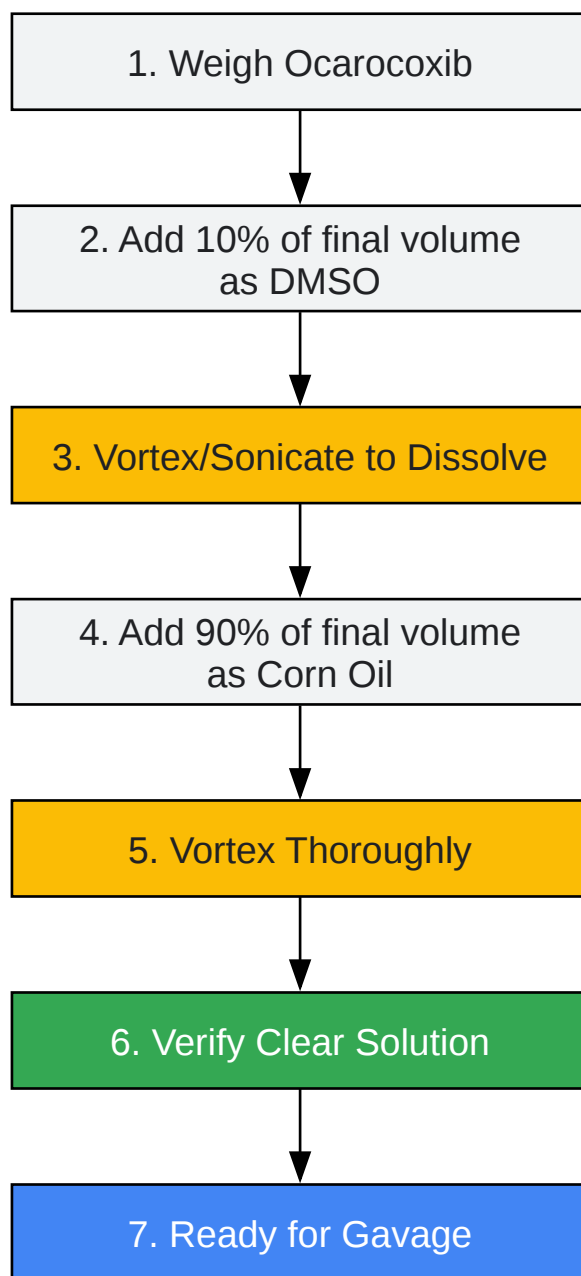 1. Weigh Ocarocoxib
2. Add 10% of final volume
as DMSO
3. Vortex/Sonicate to Dissolve
4. Add 90% of final volume
as Corn Oil
5. Vortex Thoroughly
6. Verify Clear Solution
7. Ready for Gavage